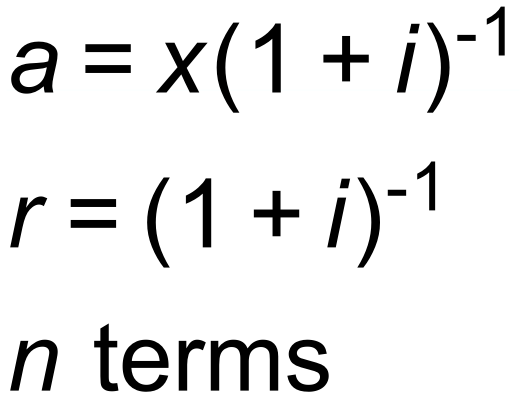 a = x(1 + i)⁻¹
r = (1 + i)⁻¹
n terms